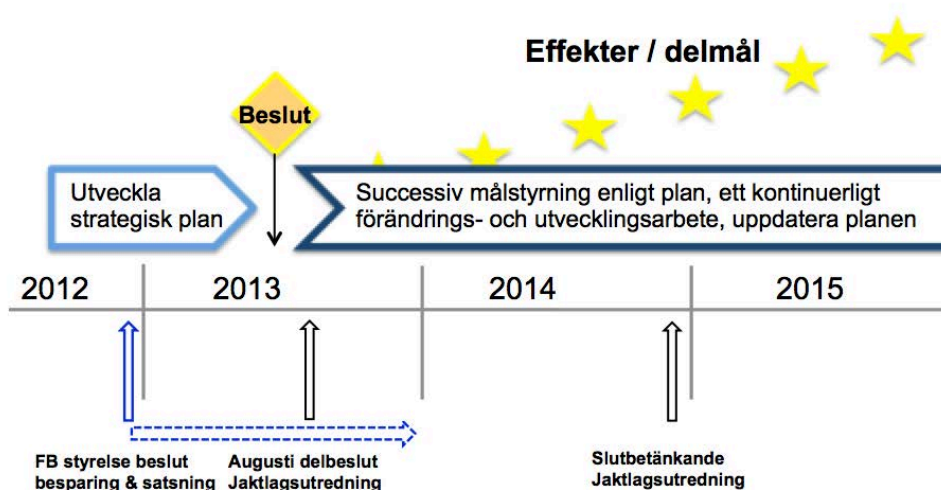 Effekter / delmål
Beslut
Utveckla
strategisk plan
Successiv målstyrning enligt plan, ett kontinuerligt
förändrings- och utvecklingsarbete, uppdatera planen
2012
2013
2014
2015
FB styrelse beslut
besparing & satsning
Augusti delbeslut
Jaktlagsutredning
Slutbetänkande
Jaktlagsutredning